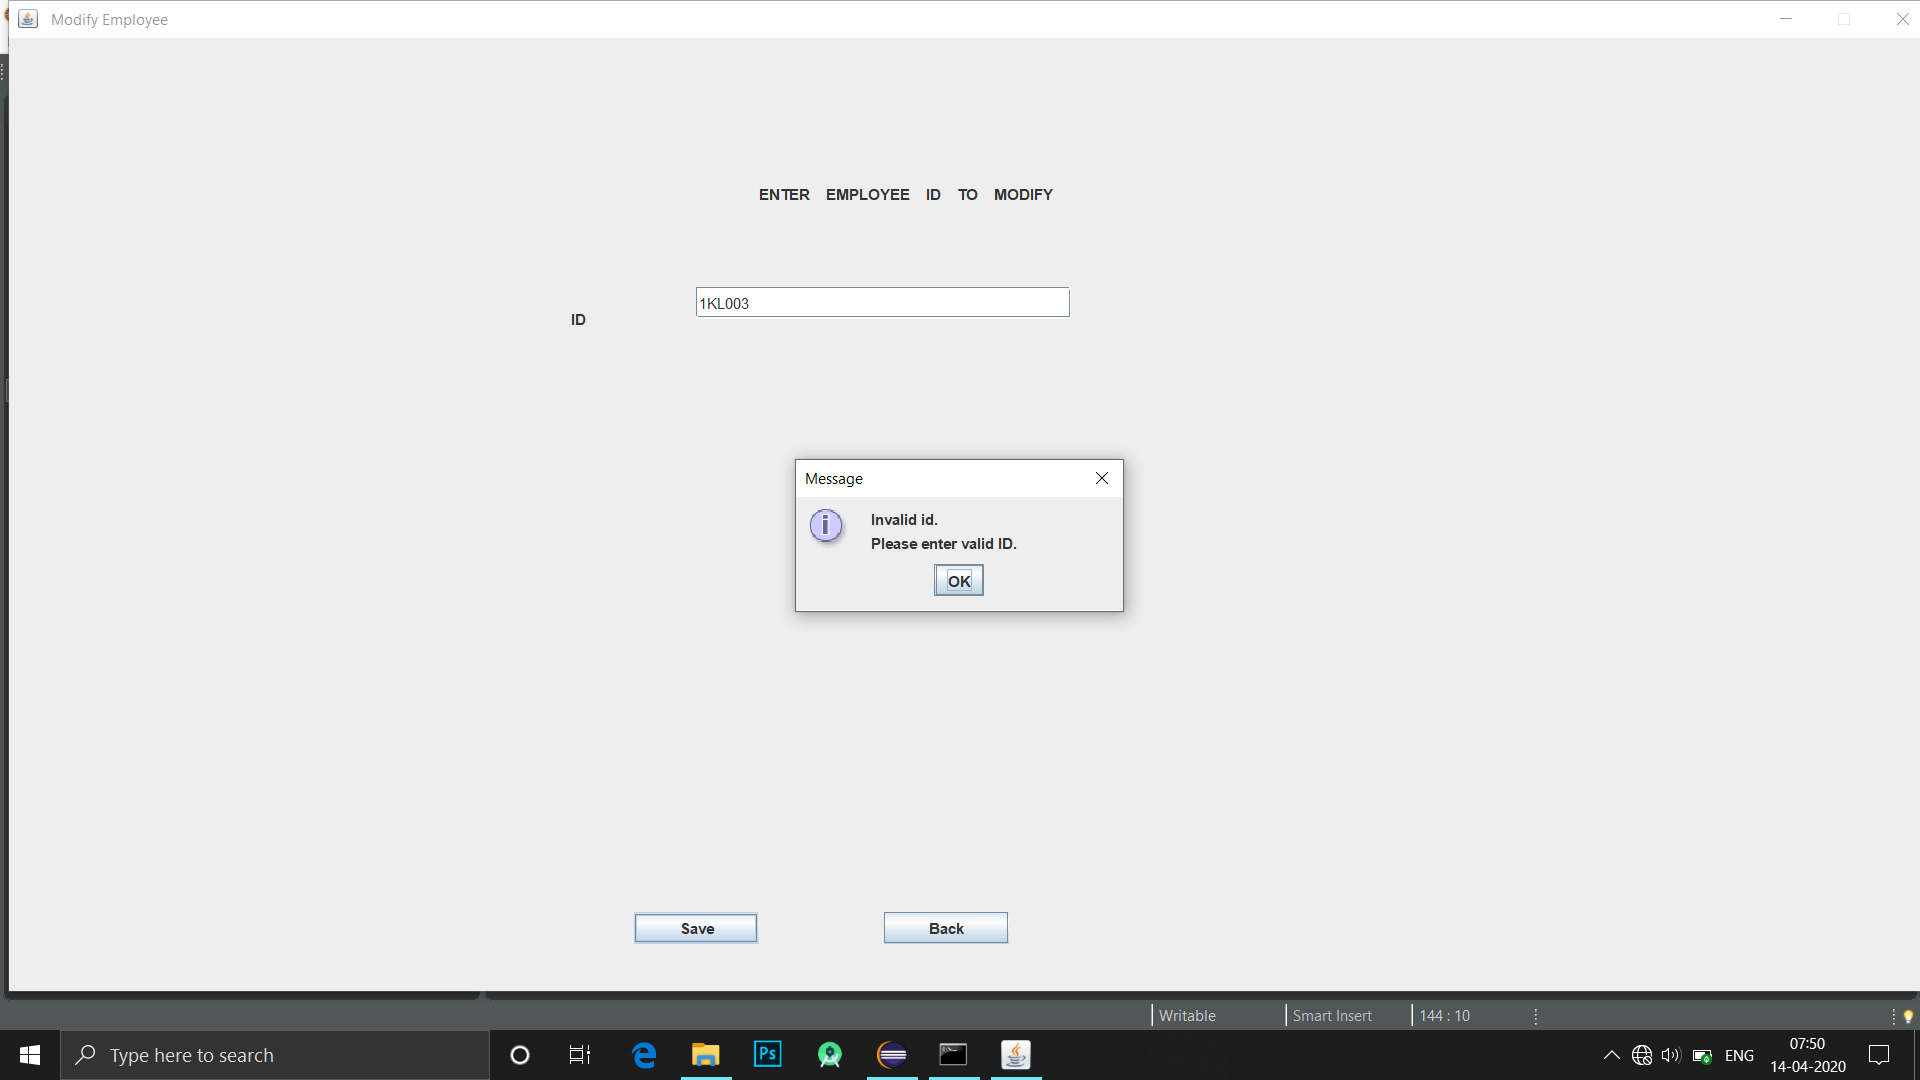 Modify Employee
ENTER EMPLOYEE ID TO MODIFY
1KL003
ID
Message
i
Invalid id.
Please enter valid ID.
OK
Save
Back
Writable
Smart Insert
144 : 10
Type here to search
Ps
ENG
07:50
14-04-2020